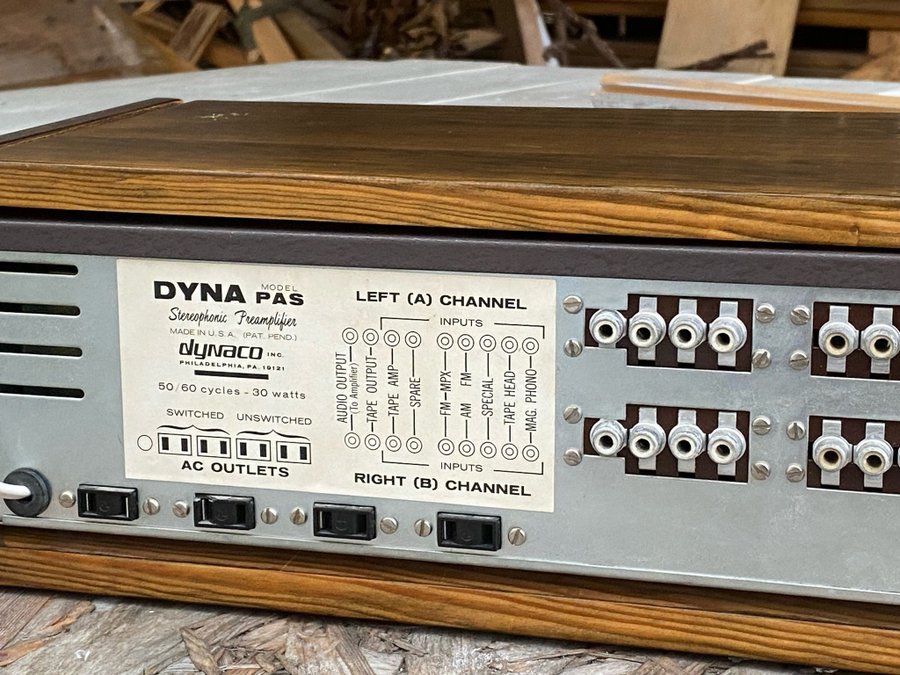 DYNA MODEL PAS
Stereophonic Preamplifier
MADE IN U.S.A. (PAT. PEND.)
dynaco INC.
PHILADELPHIA, PA. 19121
50/60 cycles - 30 watts
SWITCHED UNSWITCHED
AC OUTLETS
LEFT (A) CHANNEL
INPUTS
AUDIO OUTPUT
(To Amplifier)
TAPE OUTPUT
TAPE AMP
SPARE
FM-MPX
AM FM
SPECIAL
TAPE HEAD
MAG. PHONO
INPUTS
RIGHT (B) CHANNEL